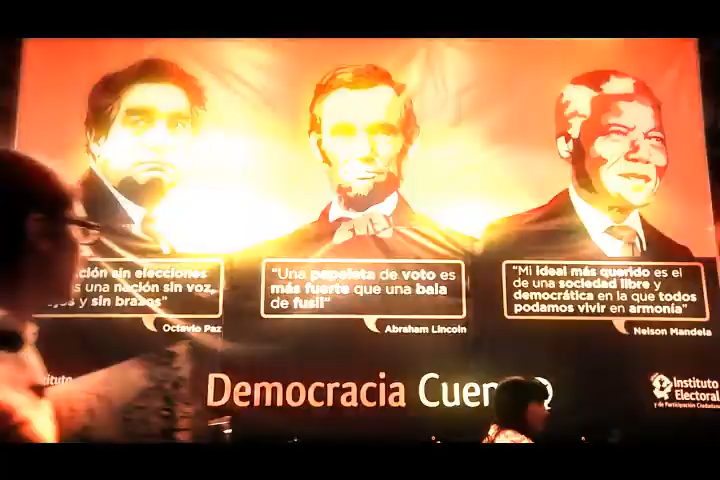 ción sin elecciones
s una nación sin voz,
jos y sin brazos”
Octavio Paz
“Una papeleta de voto es
más fuerte que una bala
de fusil”
Abraham Lincoln
“Mi ideal más querido es el
de una sociedad libre y
democrática en la que todos
podamos vivir en armonía”
Nelson Mandela
Democracia Cuen
stituto
Instituto
Electoral
y de Participación Ciudadana